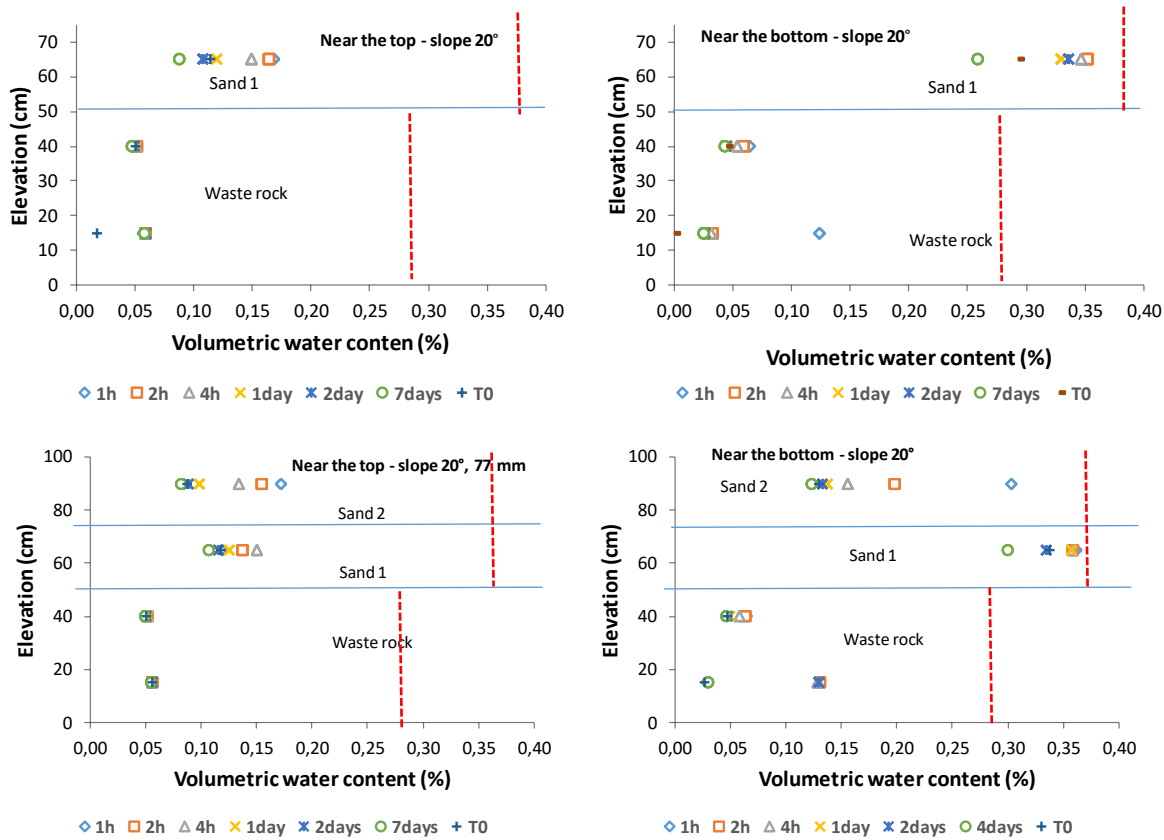 Near the top - slope 20°
Sand 1
Waste rock
Elevation (cm)
70
60
50
40
30
20
10
0
0,00 0,05 0,10 0,15 0,20 0,25 0,30 0,35 0,40
Volumetric water conten (%)
1h 2h 4h 1day 2day 7days T0
Near the bottom - slope 20°
Sand 1
Waste rock
Elevation (cm)
70
60
50
40
30
20
10
0
0,00 0,05 0,10 0,15 0,20 0,25 0,30 0,35 0,40
Volumetric water content (%)
1h 2h 4h 1day 2day 7days T0
Near the top - slope 20°, 77 mm
Sand 2
Sand 1
Waste rock
Elevation (cm)
100
80
60
40
20
0
0,00 0,05 0,10 0,15 0,20 0,25 0,30 0,35 0,40
Volumetric water content (%)
1h 2h 4h 1day 2days 7days T0
Near the bottom - slope 20°
Sand 2
Sand 1
Waste rock
Elevation (cm)
100
80
60
40
20
0
0,00 0,05 0,10 0,15 0,20 0,25 0,30 0,35 0,40
Volumetric water content (%)
1h 2h 4h 1day 2days 4days T0